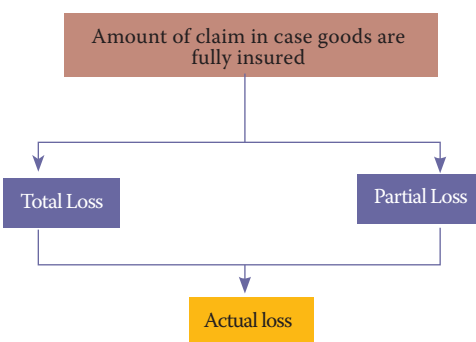 Amount of claim in case goods are
fully insured
Total Loss
Partial Loss
Actual loss